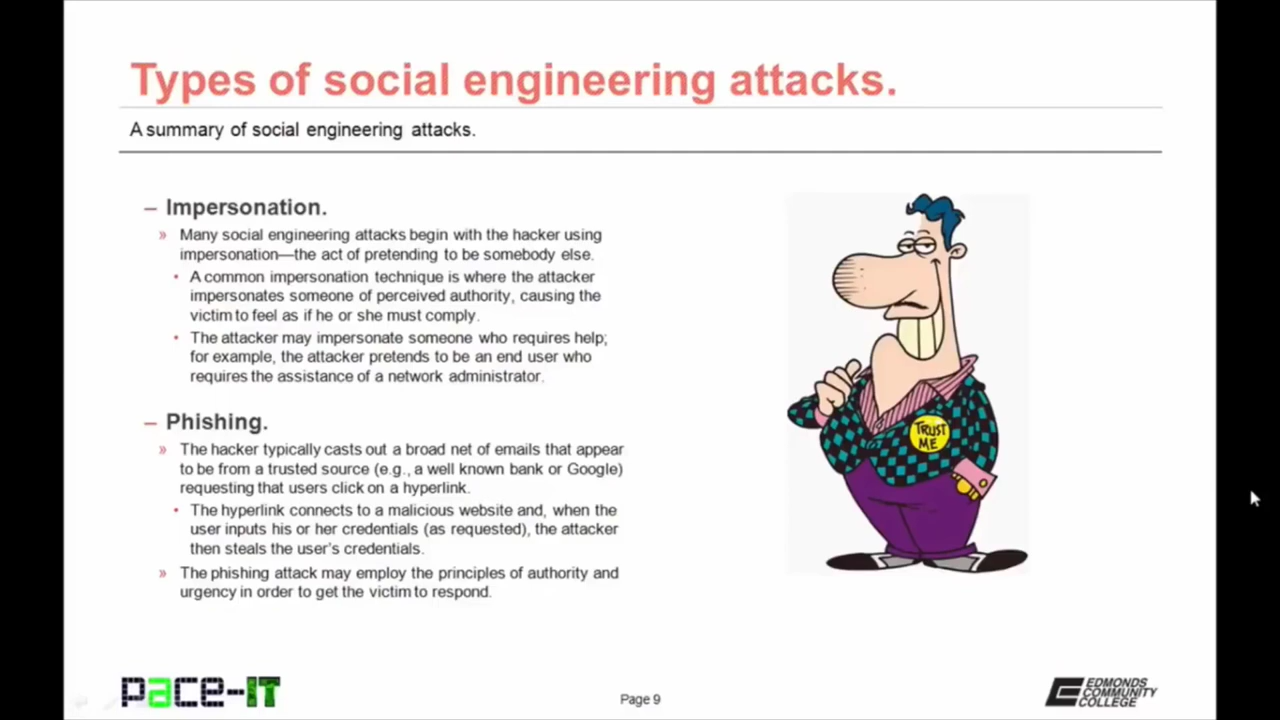 Types of social engineering attacks.
A summary of social engineering attacks.
– Impersonation.
» Many social engineering attacks begin with the hacker using
impersonation—the act of pretending to be somebody else.
• A common impersonation technique is where the attacker
impersonates someone of perceived authority, causing the
victim to feel as if he or she must comply.
• The attacker may impersonate someone who requires help;
for example, the attacker pretends to be an end user who
requires the assistance of a network administrator.
– Phishing.
» The hacker typically casts out a broad net of emails that appear
to be from a trusted source (e.g., a well known bank or Google)
requesting that users click on a hyperlink.
• The hyperlink connects to a malicious website and, when the
user inputs his or her credentials (as requested), the attacker
then steals the user's credentials.
» The phishing attack may employ the principles of authority and
urgency in order to get the victim to respond.
TRUST
ME
pace-IT
Page 9
EDMONDS
COMMUNITY
COLLEGE